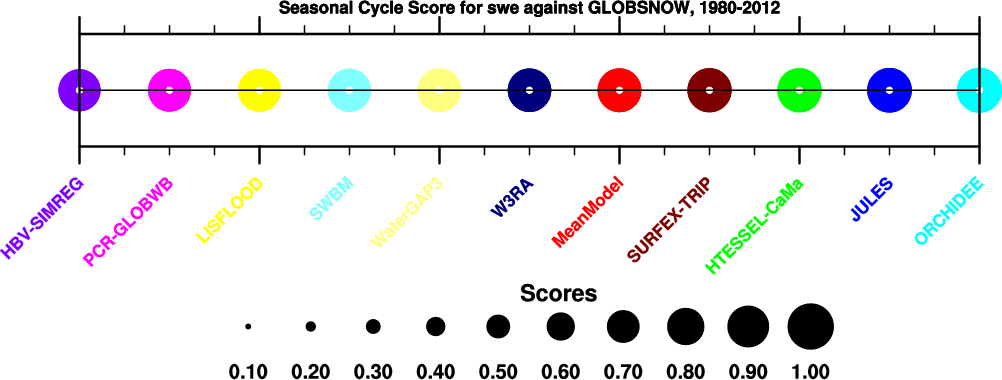 Seasonal Cycle Score for swe against GLOBSNOW, 1980-2012
HBV-SIMREG
PCR-GLOBWB
LISFLOOD
SWBM
WaterGAP3
W3RA
MeanModel
SURFEX-TRIP
HTESSEL-CaMa
JULES
ORCHIDEE
Scores
0.10 0.20 0.30 0.40 0.50 0.60 0.70 0.80 0.90 1.00